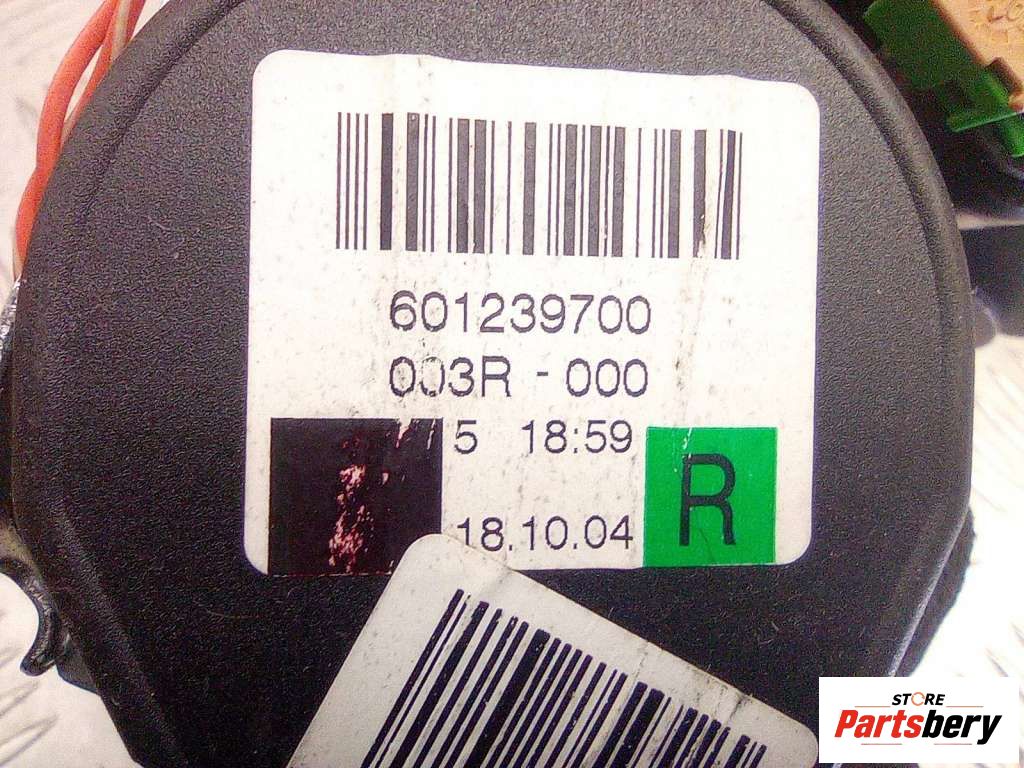 601239700
003R - 000
5 18:59
R
18.10.04
STORE
Partsbery